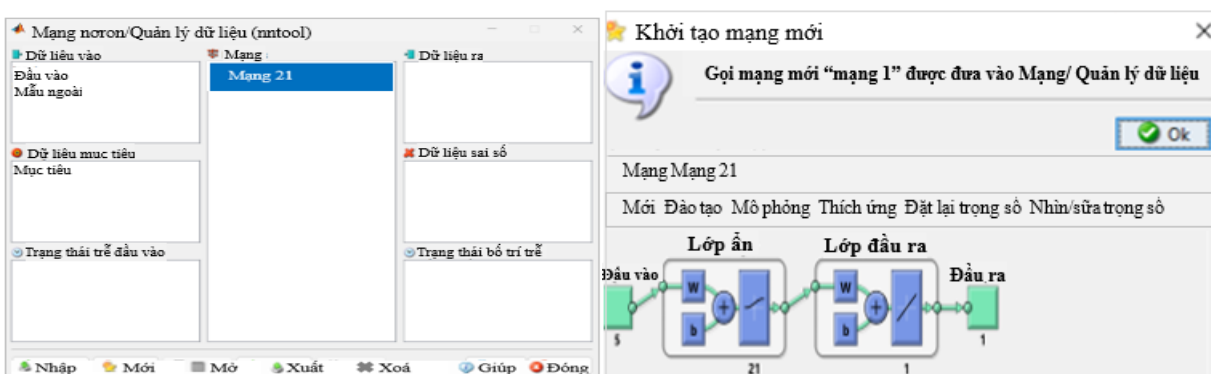 Mạng nơron/Quản lý dữ liệu (nntool)
Dữ liêu vào
Mạng
Dữ liệu ra
Đầu vào
Mẫu ngoài
Mạng 21
Dữ liêu muc tiêu
Dữ liệu sai số
Mục tiêu
Trạng thái trễ đầu vào
Trạng thái bố trí trễ
Nhập Mới Mở Xuất Xoá Giúp Đóng
Khởi tạo mạng mới
Gọi mạng mới “mạng 1” được đưa vào Mạng/ Quản lý dữ liệu
Ok
Mạng Mạng 21
Mới Đào tạo Mô phỏng Thích ứng Đặt lại trọng số Nhìn/sữa trọng số
Lớp ẩn Lớp đầu ra
Đầu vào Đầu ra
W W
b b
5 21 1 1